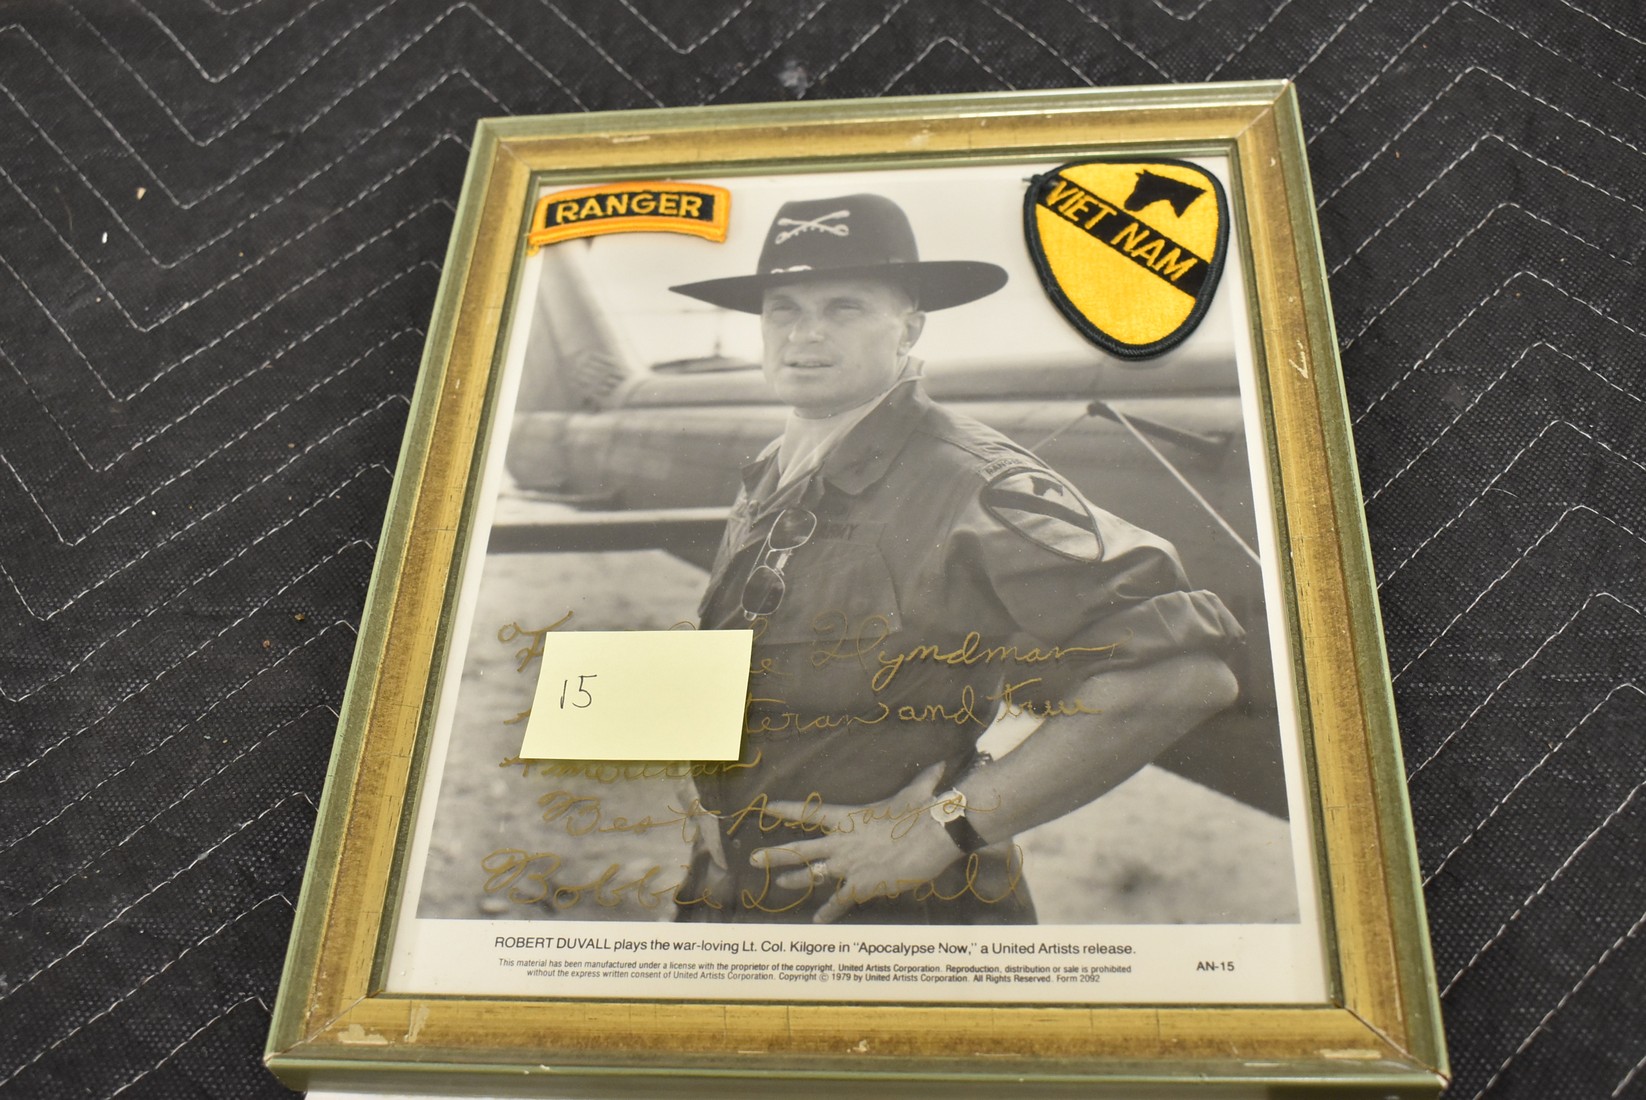 RANGER
VIET NAM
RANGER
Hyndman
and true
American
Best Always
Bobbie Duvall
15
ROBERT DUVALL plays the war-loving Lt. Col. Kilgore in "Apocalypse Now," a United Artists release.
This material has been manufactured under a license with the proprietor of the copyright, United Artists Corporation. Reproduction, distribution or sale is prohibited
without the express written consent of United Artists Corporation. Copyright © 1979 by United Artists Corporation. All Rights Reserved. Form 2092
AN-15